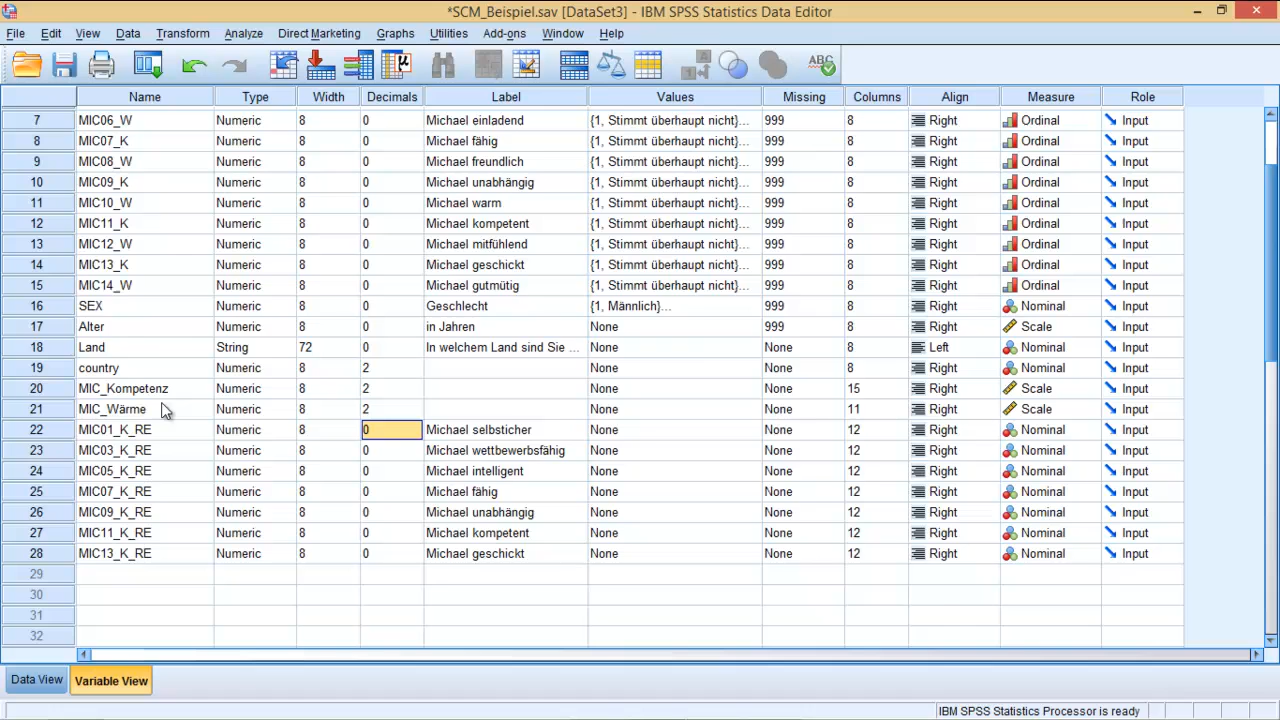 *SCM_Beispiel.sav [DataSet3] - IBM SPSS Statistics Data Editor
File Edit View Data Transform Analyze Direct Marketing Graphs Utilities Add-ons Window Help
Name Type Width Decimals Label Values Missing Columns Align Measure Role
7 MIC06_W Numeric 8 0 Michael einladend {1, Stimmt überhaupt nicht}... 999 8 Right Ordinal Input
8 MIC07_K Numeric 8 0 Michael fähig {1, Stimmt überhaupt nicht}... 999 8 Right Ordinal Input
9 MIC08_W Numeric 8 0 Michael freundlich {1, Stimmt überhaupt nicht}... 999 8 Right Ordinal Input
10 MIC09_K Numeric 8 0 Michael unabhängig {1, Stimmt überhaupt nicht}... 999 8 Right Ordinal Input
11 MIC10_W Numeric 8 0 Michael warm {1, Stimmt überhaupt nicht}... 999 8 Right Ordinal Input
12 MIC11_K Numeric 8 0 Michael kompetent {1, Stimmt überhaupt nicht}... 999 8 Right Ordinal Input
13 MIC12_W Numeric 8 0 Michael mitfühlend {1, Stimmt überhaupt nicht}... 999 8 Right Ordinal Input
14 MIC13_K Numeric 8 0 Michael geschickt {1, Stimmt überhaupt nicht}... 999 8 Right Ordinal Input
15 MIC14_W Numeric 8 0 Michael gutmütig {1, Stimmt überhaupt nicht}... 999 8 Right Ordinal Input
16 SEX Numeric 8 0 Geschlecht {1, Männlich}... 999 8 Right Nominal Input
17 Alter Numeric 8 0 in Jahren None 999 8 Right Scale Input
18 Land String 72 0 In welchem Land sind Sie ... None None 8 Left Nominal Input
19 country Numeric 8 2 None None 8 Right Nominal Input
20 MIC_Kompetenz Numeric 8 2 None None 15 Right Scale Input
21 MIC_Wärme Numeric 8 2 None None 11 Right Scale Input
22 MIC01_K_RE Numeric 8 0 Michael selbsticher None None 12 Right Nominal Input
23 MIC03_K_RE Numeric 8 0 Michael wettbewerbsfähig None None 12 Right Nominal Input
24 MIC05_K_RE Numeric 8 0 Michael intelligent None None 12 Right Nominal Input
25 MIC07_K_RE Numeric 8 0 Michael fähig None None 12 Right Nominal Input
26 MIC09_K_RE Numeric 8 0 Michael unabhängig None None 12 Right Nominal Input
27 MIC11_K_RE Numeric 8 0 Michael kompetent None None 12 Right Nominal Input
28 MIC13_K_RE Numeric 8 0 Michael geschickt None None 12 Right Nominal Input
29
30
31
32
Data View Variable View
IBM SPSS Statistics Processor is ready